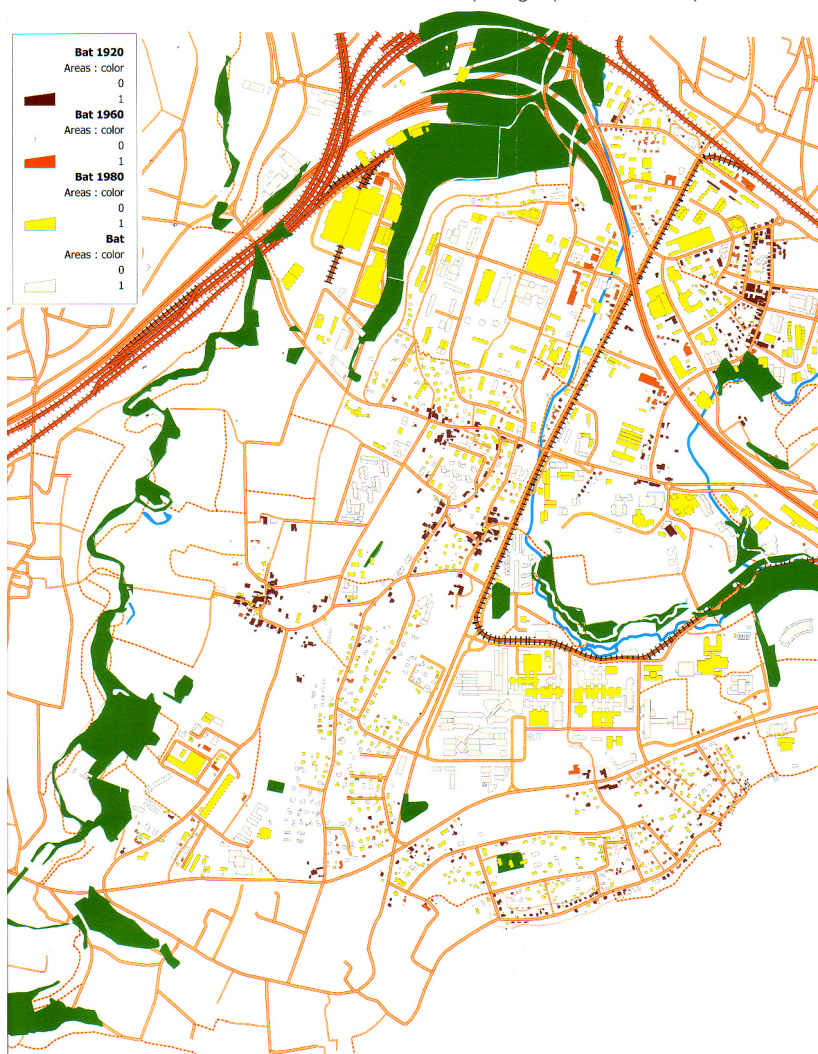 Bat 1920
Areas : color
0
1
Bat 1960
Areas : color
0
1
Bat 1980
Areas : color
0
1
Bat
Areas : color
0
1